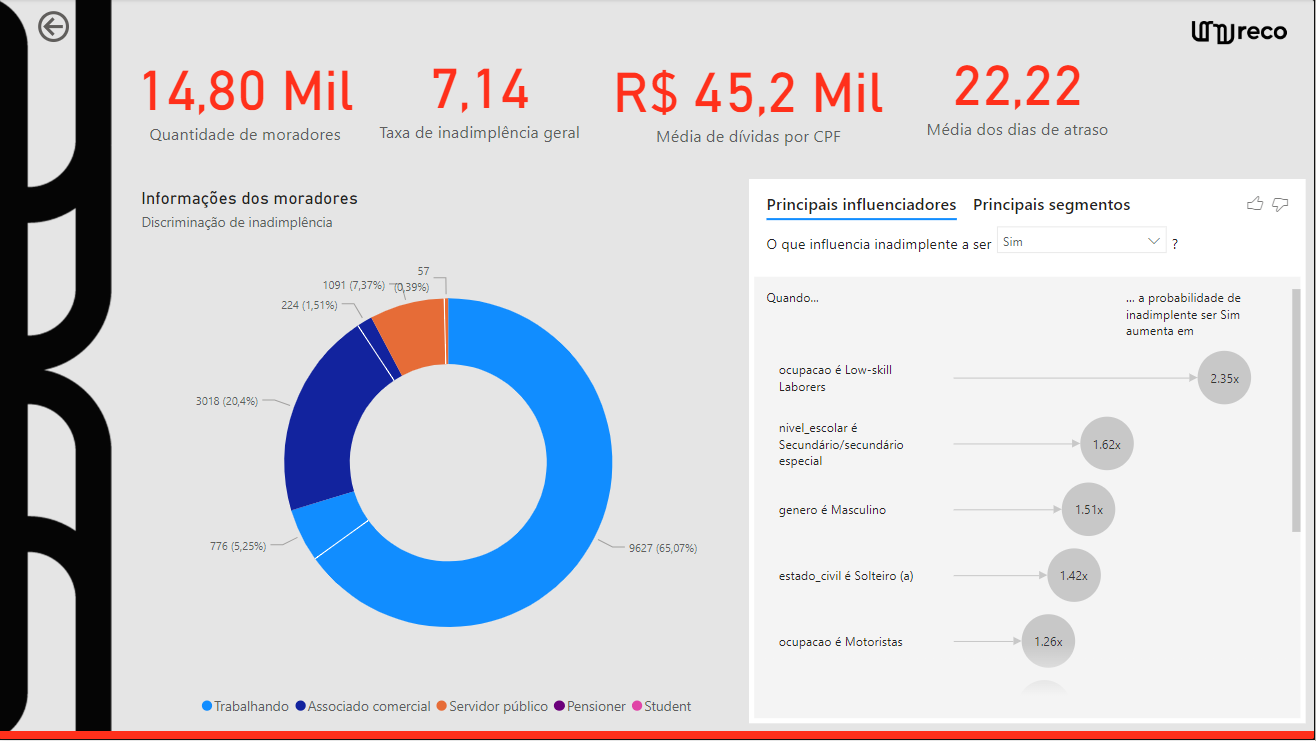 reco
14,80 Mil
Quantidade de moradores
7,14
Taxa de inadimplência geral
R$ 45,2 Mil
Média de dívidas por CPF
22,22
Média dos dias de atraso
Informações dos moradores
Discriminação de inadimplência
57
(0,39%)
1091 (7,37%)
224 (1,51%)
3018 (20,4%)
776 (5,25%)
9627 (65,07%)
Trabalhando
Associado comercial
Servidor público
Pensioner
Student
Principais influenciadores
Principais segmentos
O que influencia inadimplente a ser Sim ?
Quando...
... a probabilidade de
inadimplente ser Sim
aumenta em
ocupacao é Low-skill
Laborers
2.35x
nivel_escolar é
Secundário/secundário
especial
1.62x
genero é Masculino
1.51x
estado_civil é Solteiro (a)
1.42x
ocupacao é Motoristas
1.26x